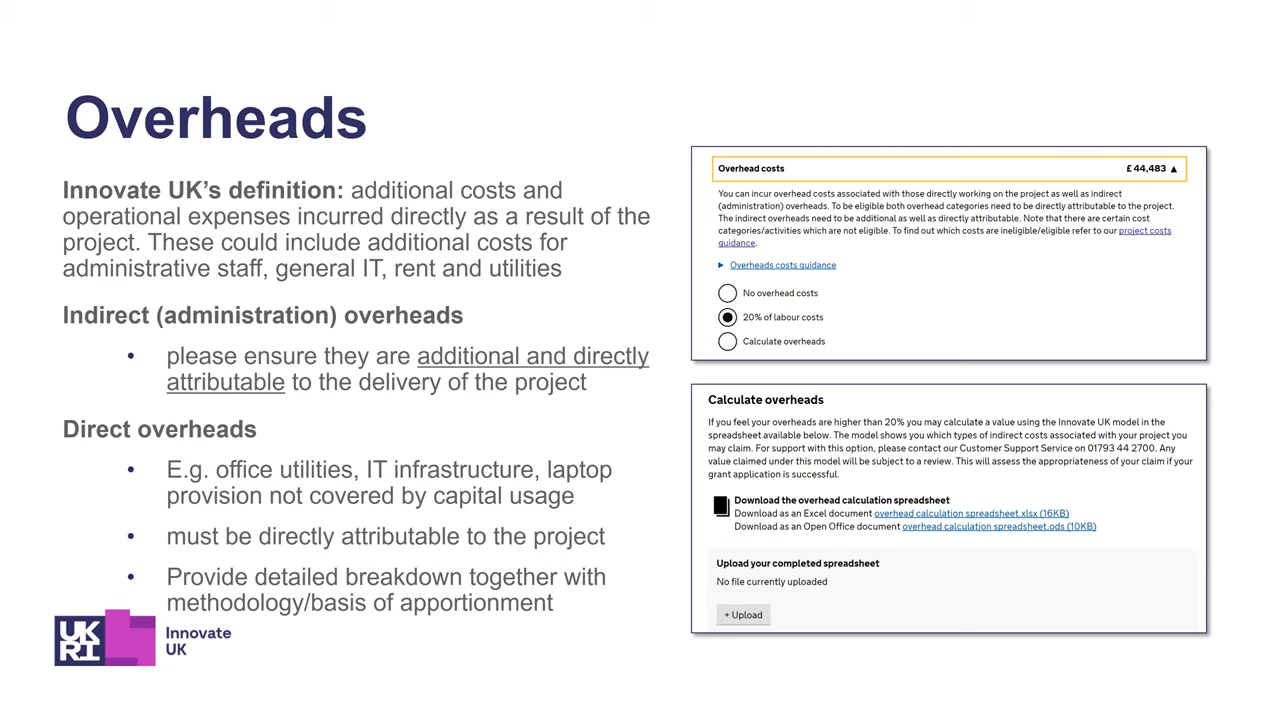 Overheads
Innovate UK’s definition: additional costs and
operational expenses incurred directly as a result of the
project. These could include additional costs for
administrative staff, general IT, rent and utilities
Indirect (administration) overheads
• please ensure they are additional and directly
attributable to the delivery of the project
Direct overheads
• E.g. office utilities, IT infrastructure, laptop
provision not covered by capital usage
• must be directly attributable to the project
• Provide detailed breakdown together with
methodology/basis of apportionment
UK
RI
Innovate
UK
Overhead costs £ 44,483 ▲
You can incur overhead costs associated with those directly working on the project as well as indirect
(administration) overheads. To be eligible both overhead categories need to be directly attributable to the project.
The indirect overheads need to be additional as well as directly attributable. Note that there are certain cost
categories/activities which are not eligible. To find out which costs are ineligible/eligible refer to our project costs
guidance.
Overheads costs guidance
No overhead costs
20% of labour costs
Calculate overheads
Calculate overheads
If you feel your overheads are higher than 20% you may calculate a value using the Innovate UK model in the
spreadsheet available below. The model shows you which types of indirect costs associated with your project you
may claim. For support with this option, please contact our Customer Support Service on 01793 44 2700. Any
value claimed under this model will be subject to a review. This will assess the appropriateness of your claim if your
grant application is successful.
Download the overhead calculation spreadsheet
Download as an Excel document overhead calculation spreadsheet.xlsx (16KB)
Download as an Open Office document overhead calculation spreadsheet.ods (10KB)
Upload your completed spreadsheet
No file currently uploaded
+ Upload